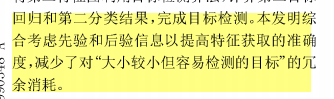 回归和第二分类结果，完成目标检测。本发明综
合考虑先验和后验信息以提高特征获取的准确
度，减少了对“大小较小但容易检测的目标”的冗
余消耗。